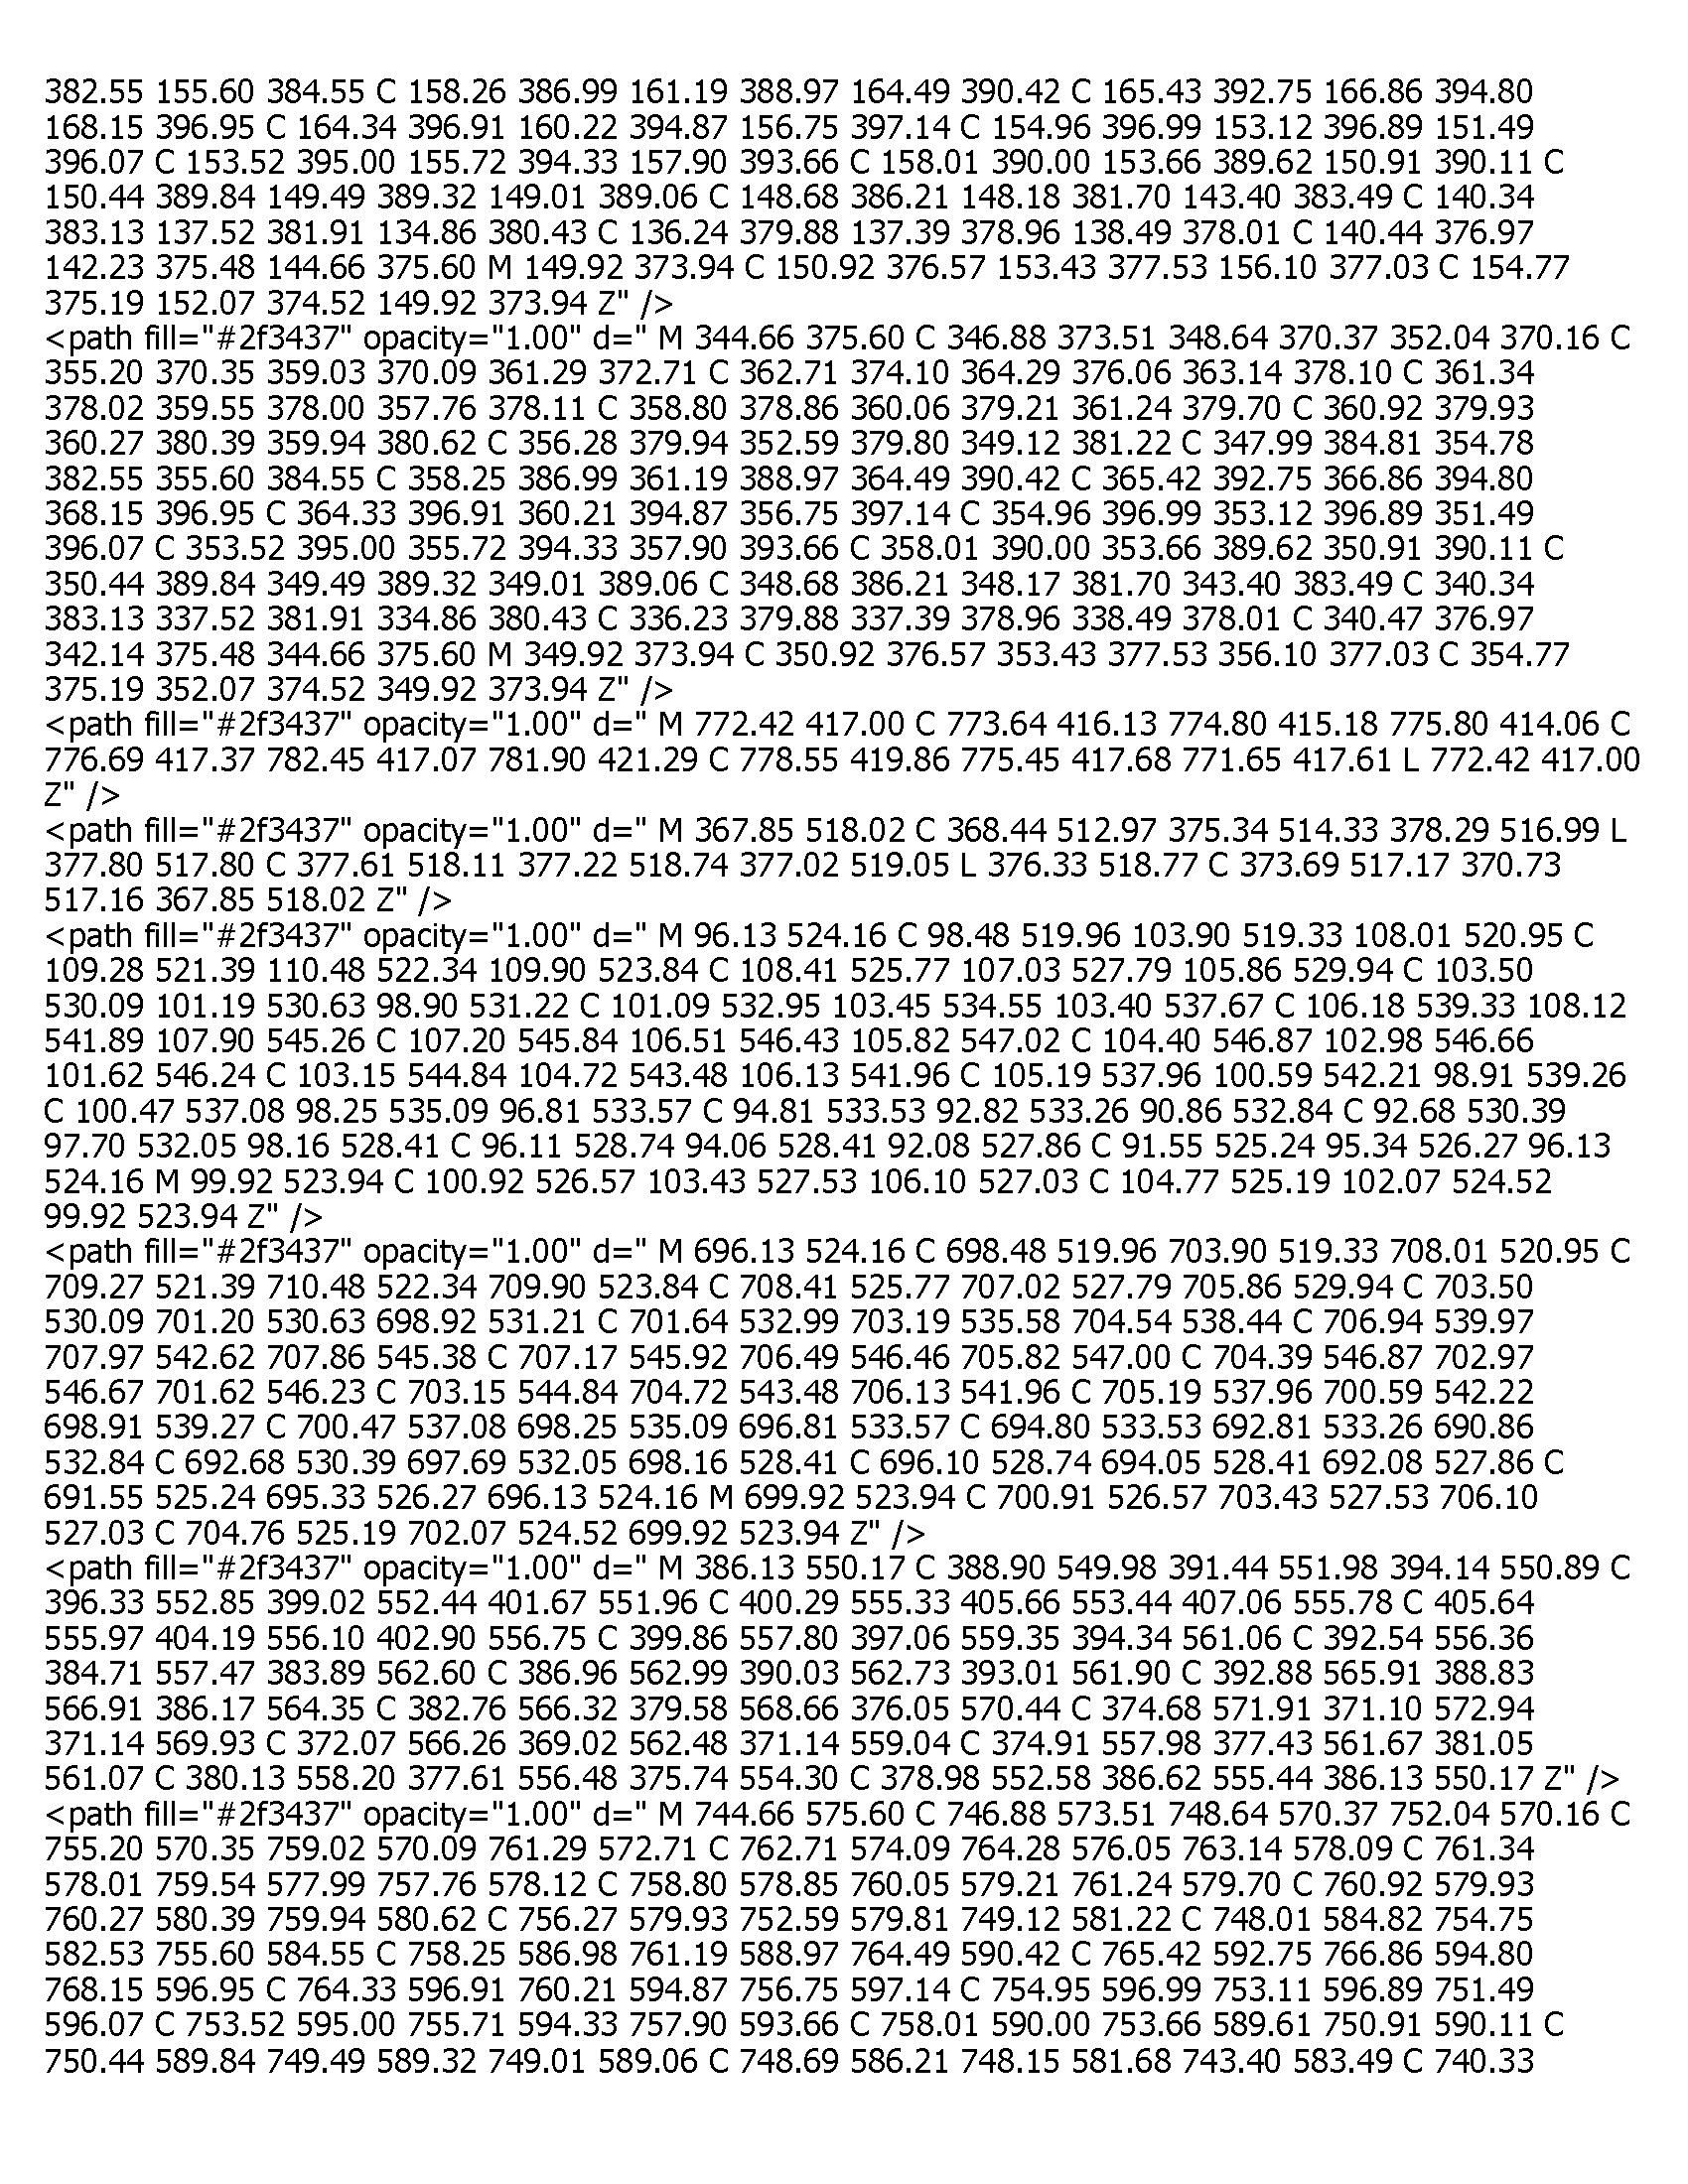 382.55 155.60 384.55 C 158.26 386.99 161.19 388.97 164.49 390.42 C 165.43 392.75 166.86 394.80
168.15 396.95 C 164.34 396.91 160.22 394.87 156.75 397.14 C 154.96 396.99 153.12 396.89 151.49
396.07 C 153.52 395.00 155.72 394.33 157.90 393.66 C 158.01 390.00 153.66 389.62 150.91 390.11 C
150.44 389.84 149.49 389.32 149.01 389.06 C 148.68 386.21 148.18 381.70 143.40 383.49 C 140.34
383.13 137.52 381.91 134.86 380.43 C 136.24 379.88 137.39 378.96 138.49 378.01 C 140.44 376.97
142.23 375.48 144.66 375.60 M 149.92 373.94 C 150.92 376.57 153.43 377.53 156.10 377.03 C 154.77
375.19 152.07 374.52 149.92 373.94 Z" />
<path fill="#2f3437" opacity="1.00" d=" M 344.66 375.60 C 346.88 373.51 348.64 370.37 352.04 370.16 C
355.20 370.35 359.03 370.09 361.29 372.71 C 362.71 374.10 364.29 376.06 363.14 378.10 C 361.34
378.02 359.55 378.00 357.76 378.11 C 358.80 378.86 360.06 379.21 361.24 379.70 C 360.92 379.93
360.27 380.39 359.94 380.62 C 356.28 379.94 352.59 379.80 349.12 381.22 C 347.99 384.81 354.78
382.55 355.60 384.55 C 358.25 386.99 361.19 388.97 364.49 390.42 C 365.42 392.75 366.86 394.80
368.15 396.95 C 364.33 396.91 360.21 394.87 356.75 397.14 C 354.96 396.99 353.12 396.89 351.49
396.07 C 353.52 395.00 355.72 394.33 357.90 393.66 C 358.01 390.00 353.66 389.62 350.91 390.11 C
350.44 389.84 349.49 389.32 349.01 389.06 C 348.68 386.21 348.17 381.70 343.40 383.49 C 340.34
383.13 337.52 381.91 334.86 380.43 C 336.23 379.88 337.39 378.96 338.49 378.01 C 340.47 376.97
342.14 375.48 344.66 375.60 M 349.92 373.94 C 350.92 376.57 353.43 377.53 356.10 377.03 C 354.77
375.19 352.07 374.52 349.92 373.94 Z" />
<path fill="#2f3437" opacity="1.00" d=" M 772.42 417.00 C 773.64 416.13 774.80 415.18 775.80 414.06 C
776.69 417.37 782.45 417.07 781.90 421.29 C 778.55 419.86 775.45 417.68 771.65 417.61 L 772.42 417.00
Z" />
<path fill="#2f3437" opacity="1.00" d=" M 367.85 518.02 C 368.44 512.97 375.34 514.33 378.29 516.99 L
377.80 517.80 C 377.61 518.11 377.22 518.74 377.02 519.05 L 376.33 518.77 C 373.69 517.17 370.73
517.16 367.85 518.02 Z" />
<path fill="#2f3437" opacity="1.00" d=" M 96.13 524.16 C 98.48 519.96 103.90 519.33 108.01 520.95 C
109.28 521.39 110.48 522.34 109.90 523.84 C 108.41 525.77 107.03 527.79 105.86 529.94 C 103.50
530.09 101.19 530.63 98.90 531.22 C 101.09 532.95 103.45 534.55 103.40 537.67 C 106.18 539.33 108.12
541.89 107.90 545.26 C 107.20 545.84 106.51 546.43 105.82 547.02 C 104.40 546.87 102.98 546.66
101.62 546.24 C 103.15 544.84 104.72 543.48 106.13 541.96 C 105.19 537.96 100.59 542.21 98.91 539.26
C 100.47 537.08 98.25 535.09 96.81 533.57 C 94.81 533.53 92.82 533.26 90.86 532.84 C 92.68 530.39
97.70 532.05 98.16 528.41 C 96.11 528.74 94.06 528.41 92.08 527.86 C 91.55 525.24 95.34 526.27 96.13
524.16 M 99.92 523.94 C 100.92 526.57 103.43 527.53 106.10 527.03 C 104.77 525.19 102.07 524.52
99.92 523.94 Z" />
<path fill="#2f3437" opacity="1.00" d=" M 696.13 524.16 C 698.48 519.96 703.90 519.33 708.01 520.95 C
709.27 521.39 710.48 522.34 709.90 523.84 C 708.41 525.77 707.02 527.79 705.86 529.94 C 703.50
530.09 701.20 530.63 698.92 531.21 C 701.64 532.99 703.19 535.58 704.54 538.44 C 706.94 539.97
707.97 542.62 707.86 545.38 C 707.17 545.92 706.49 546.46 705.82 547.00 C 704.39 546.87 702.97
546.67 701.62 546.23 C 703.15 544.84 704.72 543.48 706.13 541.96 C 705.19 537.96 700.59 542.22
698.91 539.27 C 700.47 537.08 698.25 535.09 696.81 533.57 C 694.80 533.53 692.81 533.26 690.86
532.84 C 692.68 530.39 697.69 532.05 698.16 528.41 C 696.10 528.74 694.05 528.41 692.08 527.86 C
691.55 525.24 695.33 526.27 696.13 524.16 M 699.92 523.94 C 700.91 526.57 703.43 527.53 706.10
527.03 C 704.76 525.19 702.07 524.52 699.92 523.94 Z" />
<path fill="#2f3437" opacity="1.00" d=" M 386.13 550.17 C 388.90 549.98 391.44 551.98 394.14 550.89 C
396.33 552.85 399.02 552.44 401.67 551.96 C 400.29 555.33 405.66 553.44 407.06 555.78 C 405.64
555.97 404.19 556.10 402.90 556.75 C 399.86 557.80 397.06 559.35 394.34 561.06 C 392.54 556.36
384.71 557.47 383.89 562.60 C 386.96 562.99 390.03 562.73 393.01 561.90 C 392.88 565.91 388.83
566.91 386.17 564.35 C 382.76 566.32 379.58 568.66 376.05 570.44 C 374.68 571.91 371.10 572.94
371.14 569.93 C 372.07 566.26 369.02 562.48 371.14 559.04 C 374.91 557.98 377.43 561.67 381.05
561.07 C 380.13 558.20 377.61 556.48 375.74 554.30 C 378.98 552.58 386.62 555.44 386.13 550.17 Z" />
<path fill="#2f3437" opacity="1.00" d=" M 744.66 575.60 C 746.88 573.51 748.64 570.37 752.04 570.16 C
755.20 570.35 759.02 570.09 761.29 572.71 C 762.71 574.09 764.28 576.05 763.14 578.09 C 761.34
578.01 759.54 577.99 757.76 578.12 C 758.80 578.85 760.05 579.21 761.24 579.70 C 760.92 579.93
760.27 580.39 759.94 580.62 C 756.27 579.93 752.59 579.81 749.12 581.22 C 748.01 584.82 754.75
582.53 755.60 584.55 C 758.25 586.98 761.19 588.97 764.49 590.42 C 765.42 592.75 766.86 594.80
768.15 596.95 C 764.33 596.91 760.21 594.87 756.75 597.14 C 754.95 596.99 753.11 596.89 751.49
596.07 C 753.52 595.00 755.71 594.33 757.90 593.66 C 758.01 590.00 753.66 589.61 750.91 590.11 C
750.44 589.84 749.49 589.32 749.01 589.06 C 748.69 586.21 748.15 581.68 743.40 583.49 C 740.33